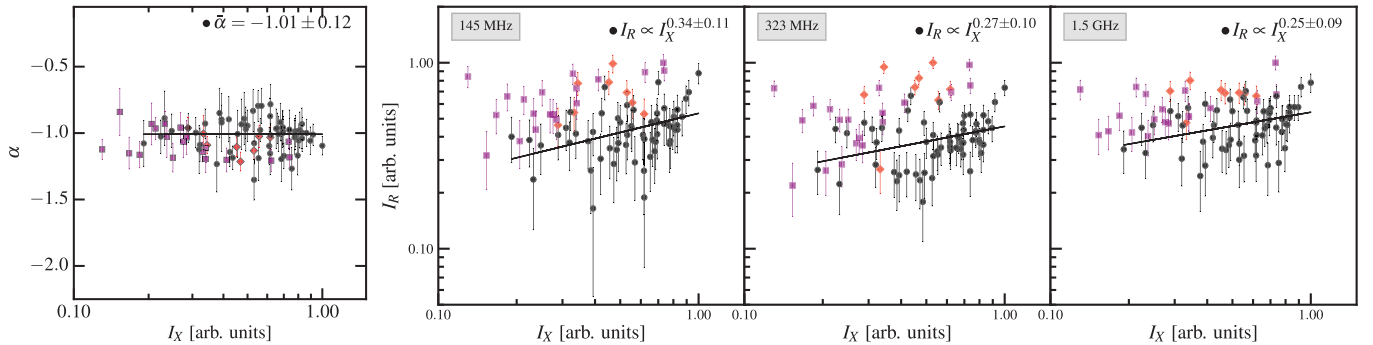 ● ᾱ = −1.01 ± 0.12
−0.5
−1.0
−1.5
−2.0
α
0.10
1.00
I_X [arb. units]
145 MHz
● I_R ∝ I_X^{0.34±0.11}
1.00
0.10
I_R [arb. units]
0.10
I_X [arb. units]
323 MHz
● I_R ∝ I_X^{0.27±0.10}
1.00
0.10
I_X [arb. units]
1.5 GHz
● I_R ∝ I_X^{0.25±0.09}
1.00
0.10
I_X [arb. units]
1.00